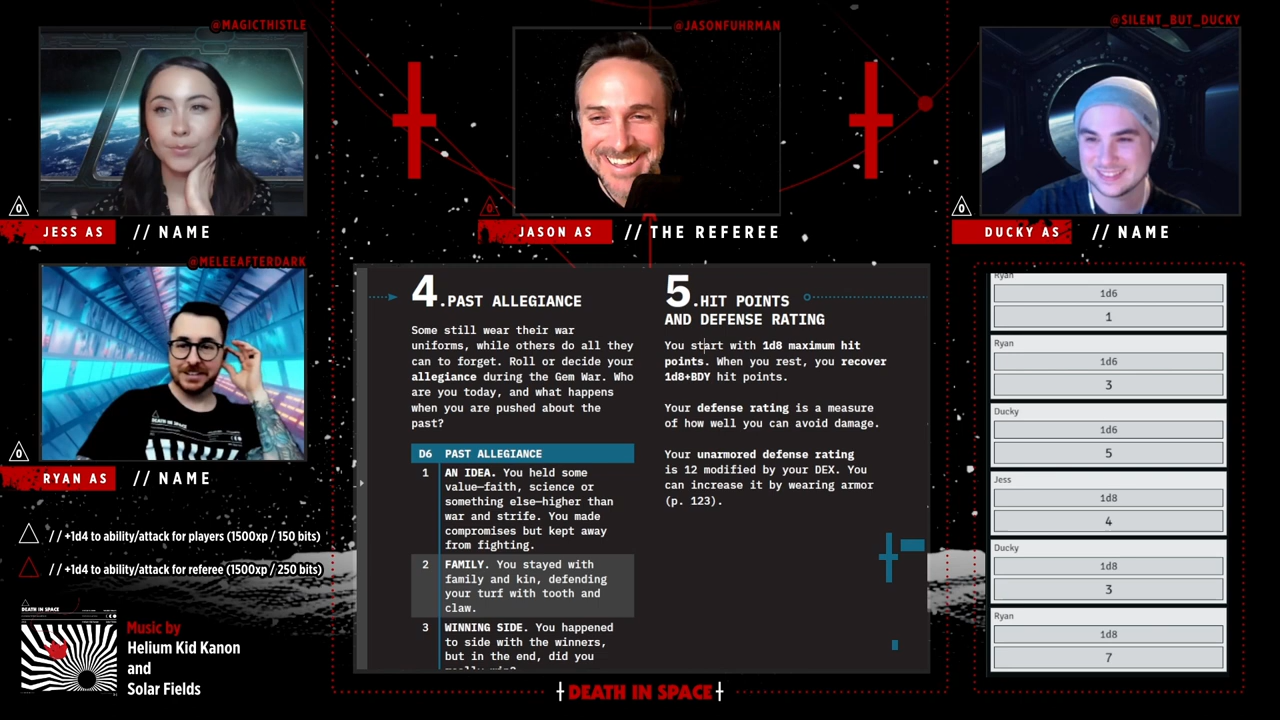 @MAGICTHISTLE
0
JESS AS // NAME
@JASONFUHRMAN
0
JASON AS // THE REFEREE
@SILENT_BUT_DUCKY
0
DUCKY AS // NAME
@MELEEAFTERDARK
DEATH IN SPACE
0
RYAN AS // NAME
// +1d4 to ability/attack for players (1500xp / 150 bits)
// +1d4 to ability/attack for referee (1500xp / 250 bits)
DEATH IN SPACE
Music by
Helium Kid Kanon
and
Solar Fields
4.PAST ALLEGIANCE
Some still wear their war
uniforms, while others do all they
can to forget. Roll or decide your
allegiance during the Gem War. Who
are you today, and what happens
when you are pushed about the
past?
D6 PAST ALLEGIANCE
1 AN IDEA. You held some
value—faith, science or
something else—higher than
war and strife. You made
compromises but kept away
from fighting.
2 FAMILY. You stayed with
family and kin, defending
your turf with tooth and
claw.
3 WINNING SIDE. You happened
to side with the winners,
but in the end, did you
really win?
5.HIT POINTS
AND DEFENSE RATING
You start with 1d8 maximum hit
points. When you rest, you recover
1d8+BDY hit points.
Your defense rating is a measure
of how well you can avoid damage.
Your unarmored defense rating
is 12 modified by your DEX. You
can increase it by wearing armor
(p. 123).
Ryan
1d6
1
Ryan
1d6
3
Ducky
1d6
5
Jess
1d8
4
Ducky
1d8
3
Ryan
1d8
7
DEATH IN SPACE